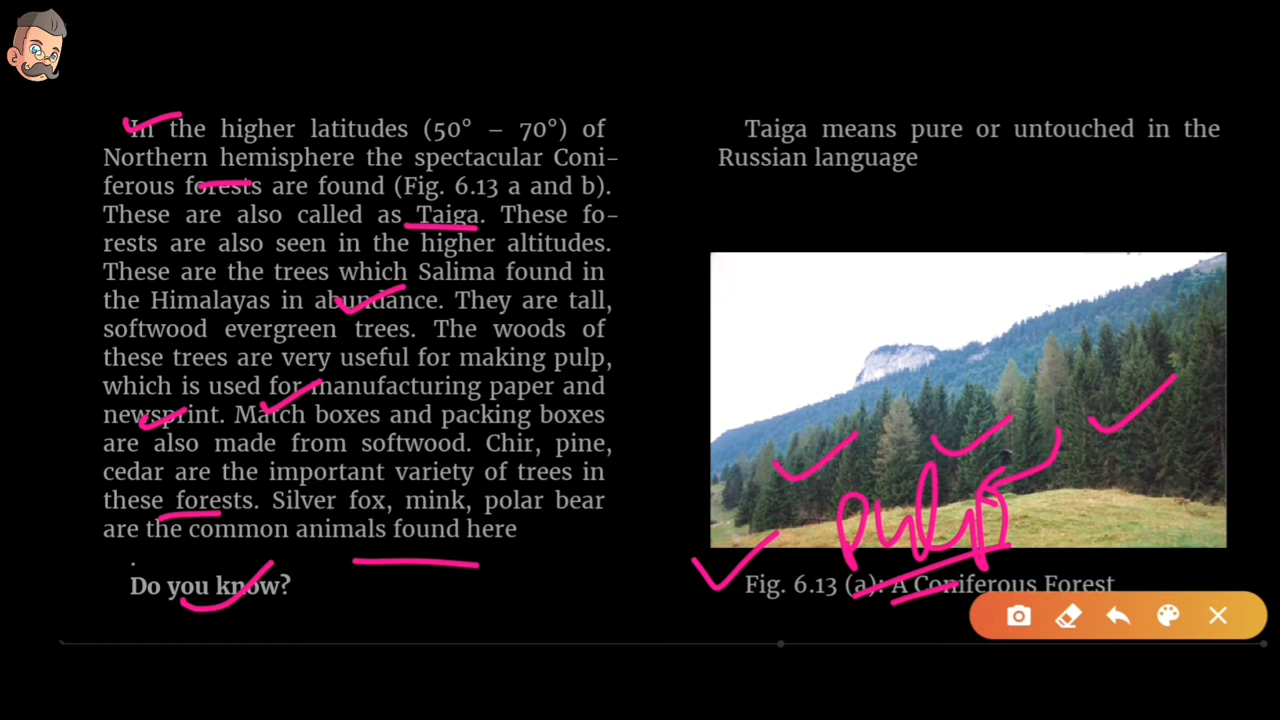 In the higher latitudes (50° – 70°) of
Northern hemisphere the spectacular Coni-
ferous forests are found (Fig. 6.13 a and b).
These are also called as Taiga. These fo-
rests are also seen in the higher altitudes.
These are the trees which Salima found in
the Himalayas in abundance. They are tall,
softwood evergreen trees. The woods of
these trees are very useful for making pulp,
which is used for manufacturing paper and
newsprint. Match boxes and packing boxes
are also made from softwood. Chir, pine,
cedar are the important variety of trees in
these forests. Silver fox, mink, polar bear
are the common animals found here
.
Do you know?
Taiga means pure or untouched in the
Russian language
pulp
Fig. 6.13 (a): A Coniferous Forest